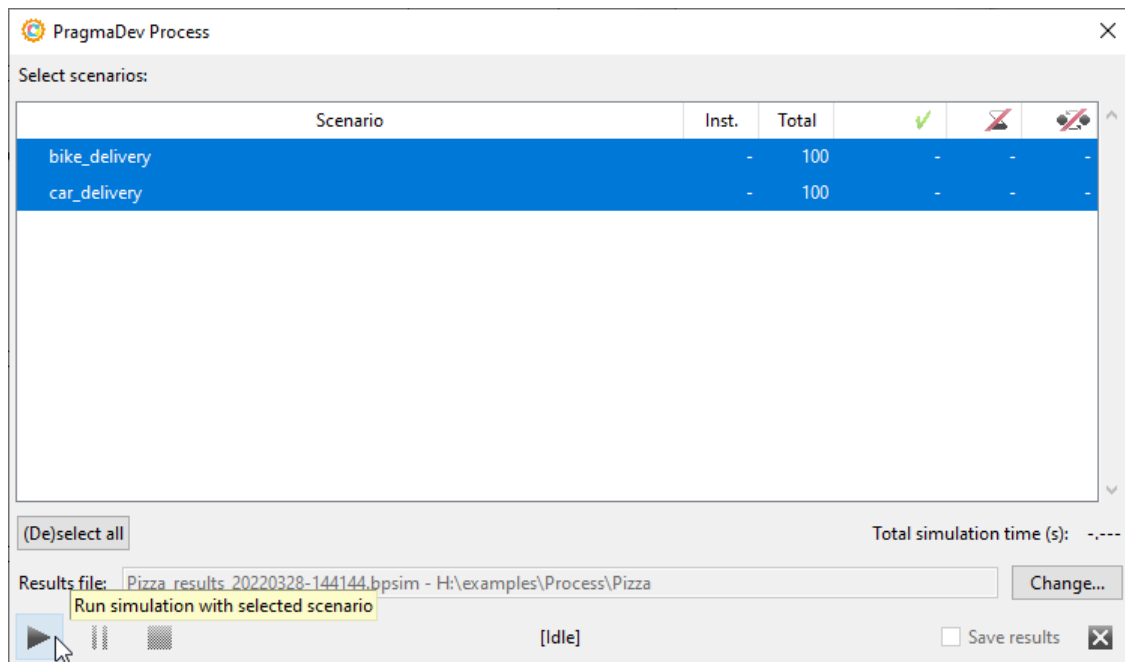 PragmaDev Process
Select scenarios:
Scenario Inst. Total
bike_delivery - 100 - - -
car_delivery - 100 - - -
(De)select all Total simulation time (s): -.---
Results file: Pizza_results_20220328-144144.bpsim - H:\examples\Process\Pizza Change...
Run simulation with selected scenario
[Idle] Save results